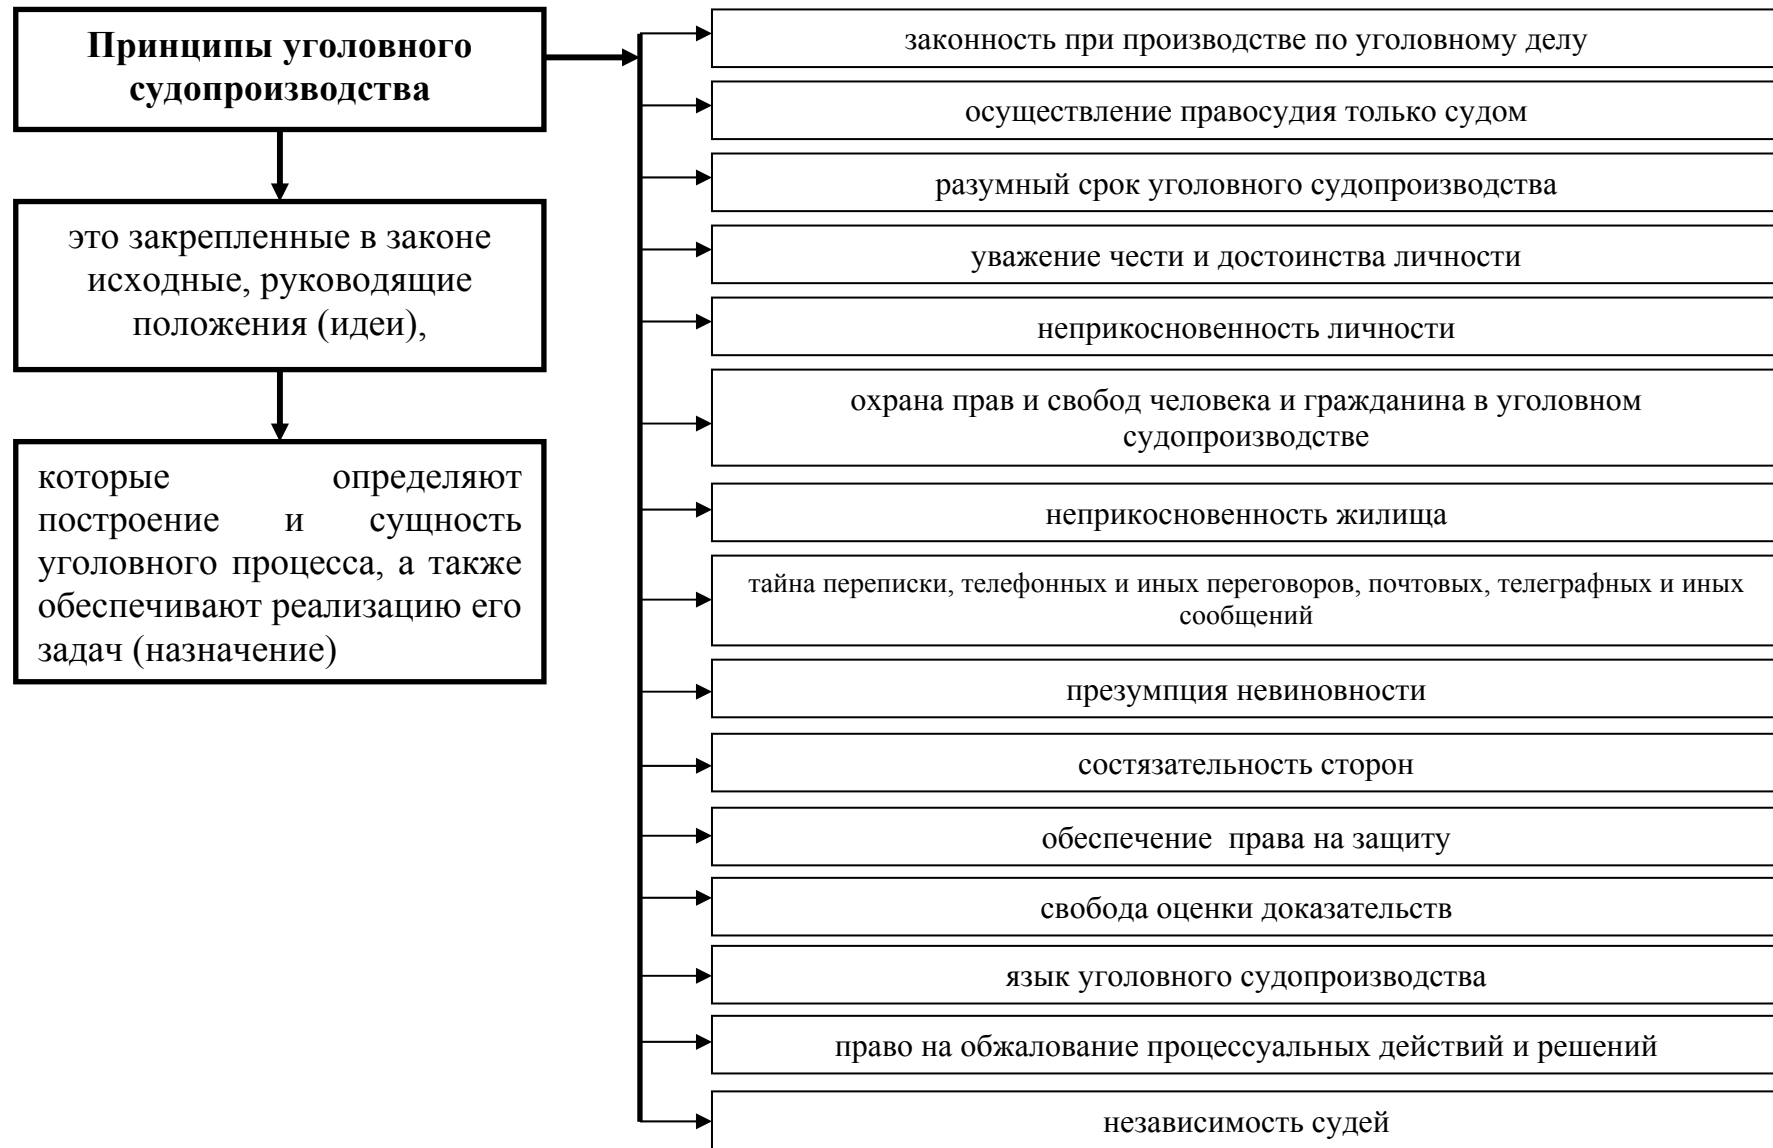 Принципы уголовного
судопроизводства
это закрепленные в законе
исходные, руководящие
положения (идеи),
которые определяют
построение и сущность
уголовного процесса, а также
обеспечивают реализацию его
задач (назначение)
законность при производстве по уголовному делу
осуществление правосудия только судом
разумный срок уголовного судопроизводства
уважение чести и достоинства личности
неприкосновенность личности
охрана прав и свобод человека и гражданина в уголовном
судопроизводстве
неприкосновенность жилища
тайна переписки, телефонных и иных переговоров, почтовых, телеграфных и иных
сообщений
презумпция невиновности
состязательность сторон
обеспечение  права на защиту
свобода оценки доказательств
язык уголовного судопроизводства
право на обжалование процессуальных действий и решений
независимость судей